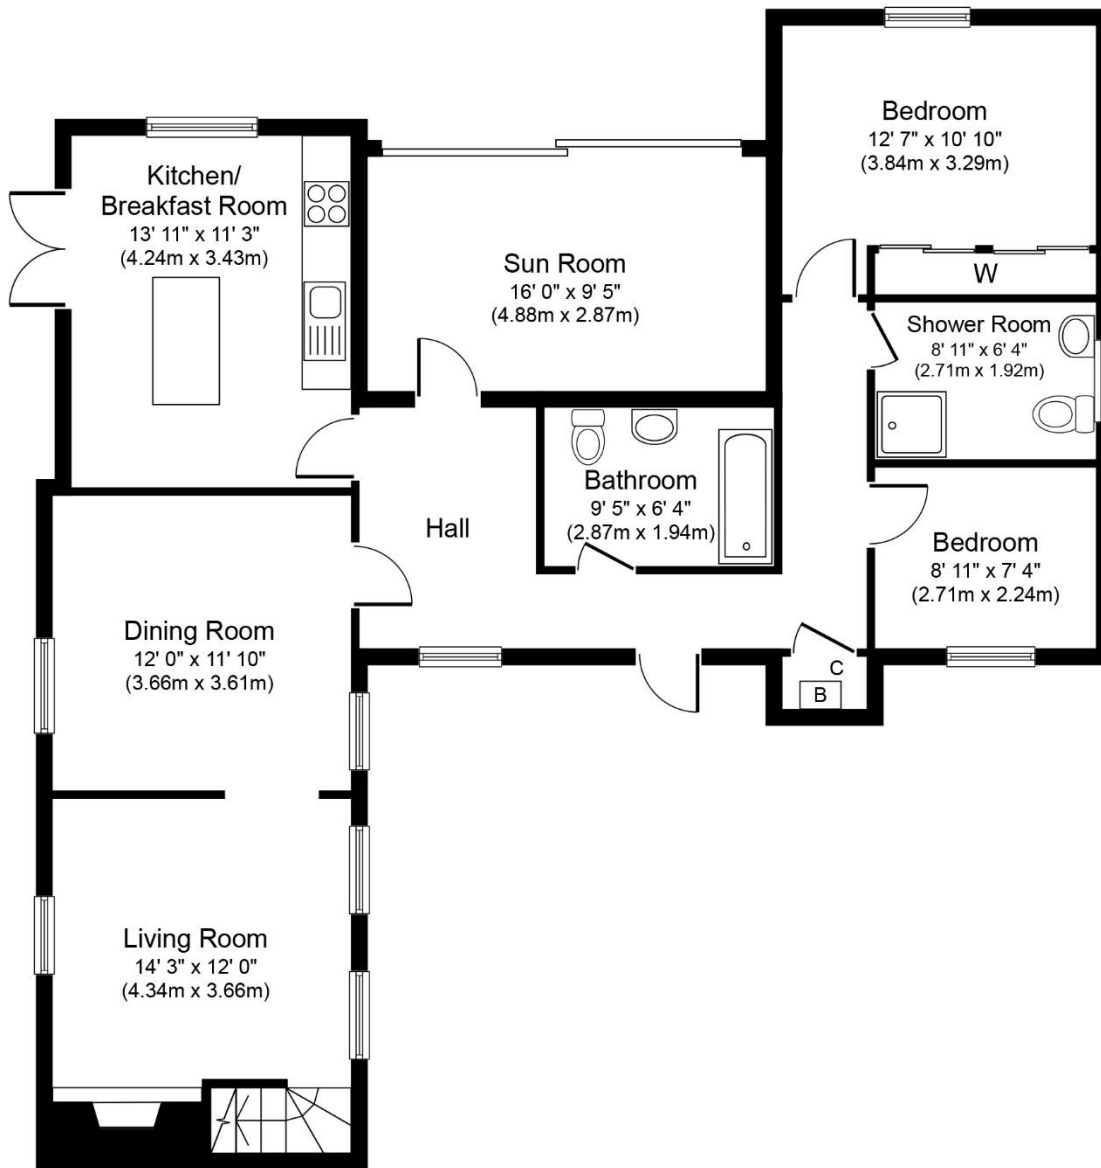 Bedroom
12' 7" x 10' 10"
(3.84m x 3.29m)
Kitchen/
Breakfast Room
13' 11" x 11' 3"
(4.24m x 3.43m)
Sun Room
16' 0" x 9' 5"
(4.88m x 2.87m)
W
Shower Room
8' 11" x 6' 4"
(2.71m x 1.92m)
Bathroom
9' 5" x 6' 4"
(2.87m x 1.94m)
Hall
Bedroom
8' 11" x 7' 4"
(2.71m x 2.24m)
Dining Room
12' 0" x 11' 10"
(3.66m x 3.61m)
C
B
Living Room
14' 3" x 12' 0"
(4.34m x 3.66m)